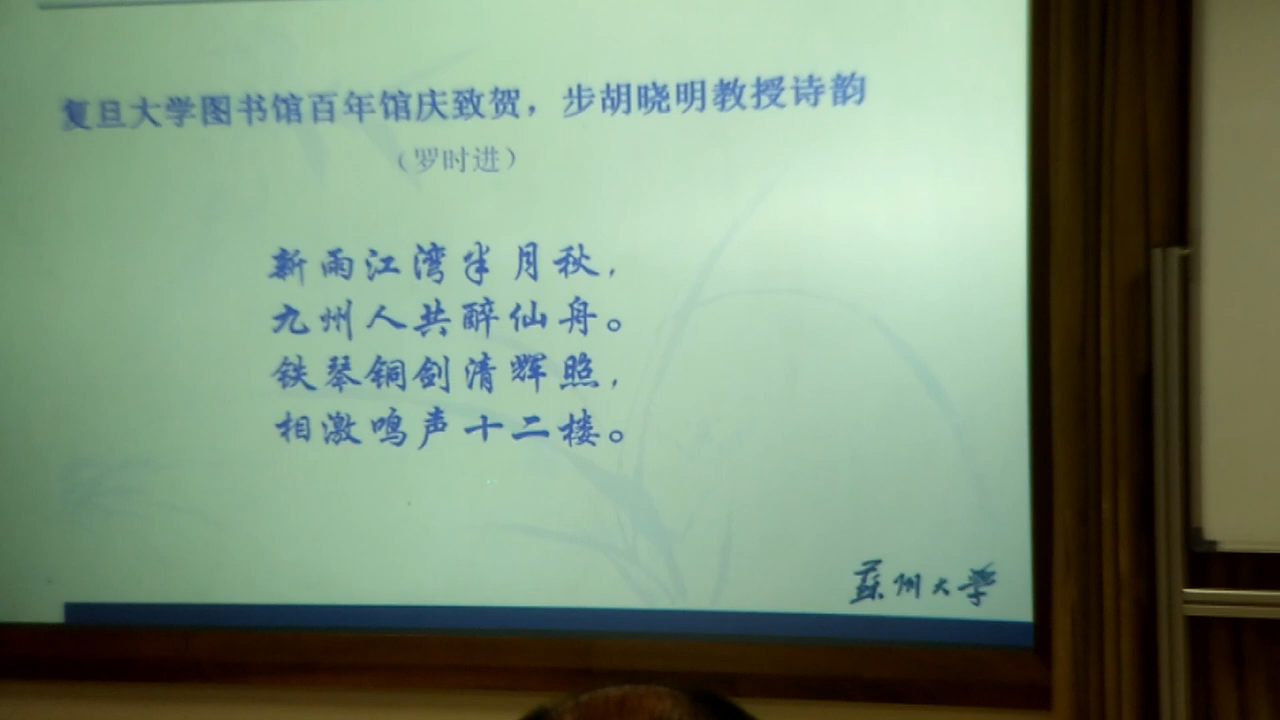 复旦大学图书馆百年馆庆致贺，步胡晓明教授诗韵
（罗时进）
新雨江湾半月秋，
九州人共醉仙舟。
铁琴铜剑清辉照，
相激鸣声十二楼。
蘇州大学